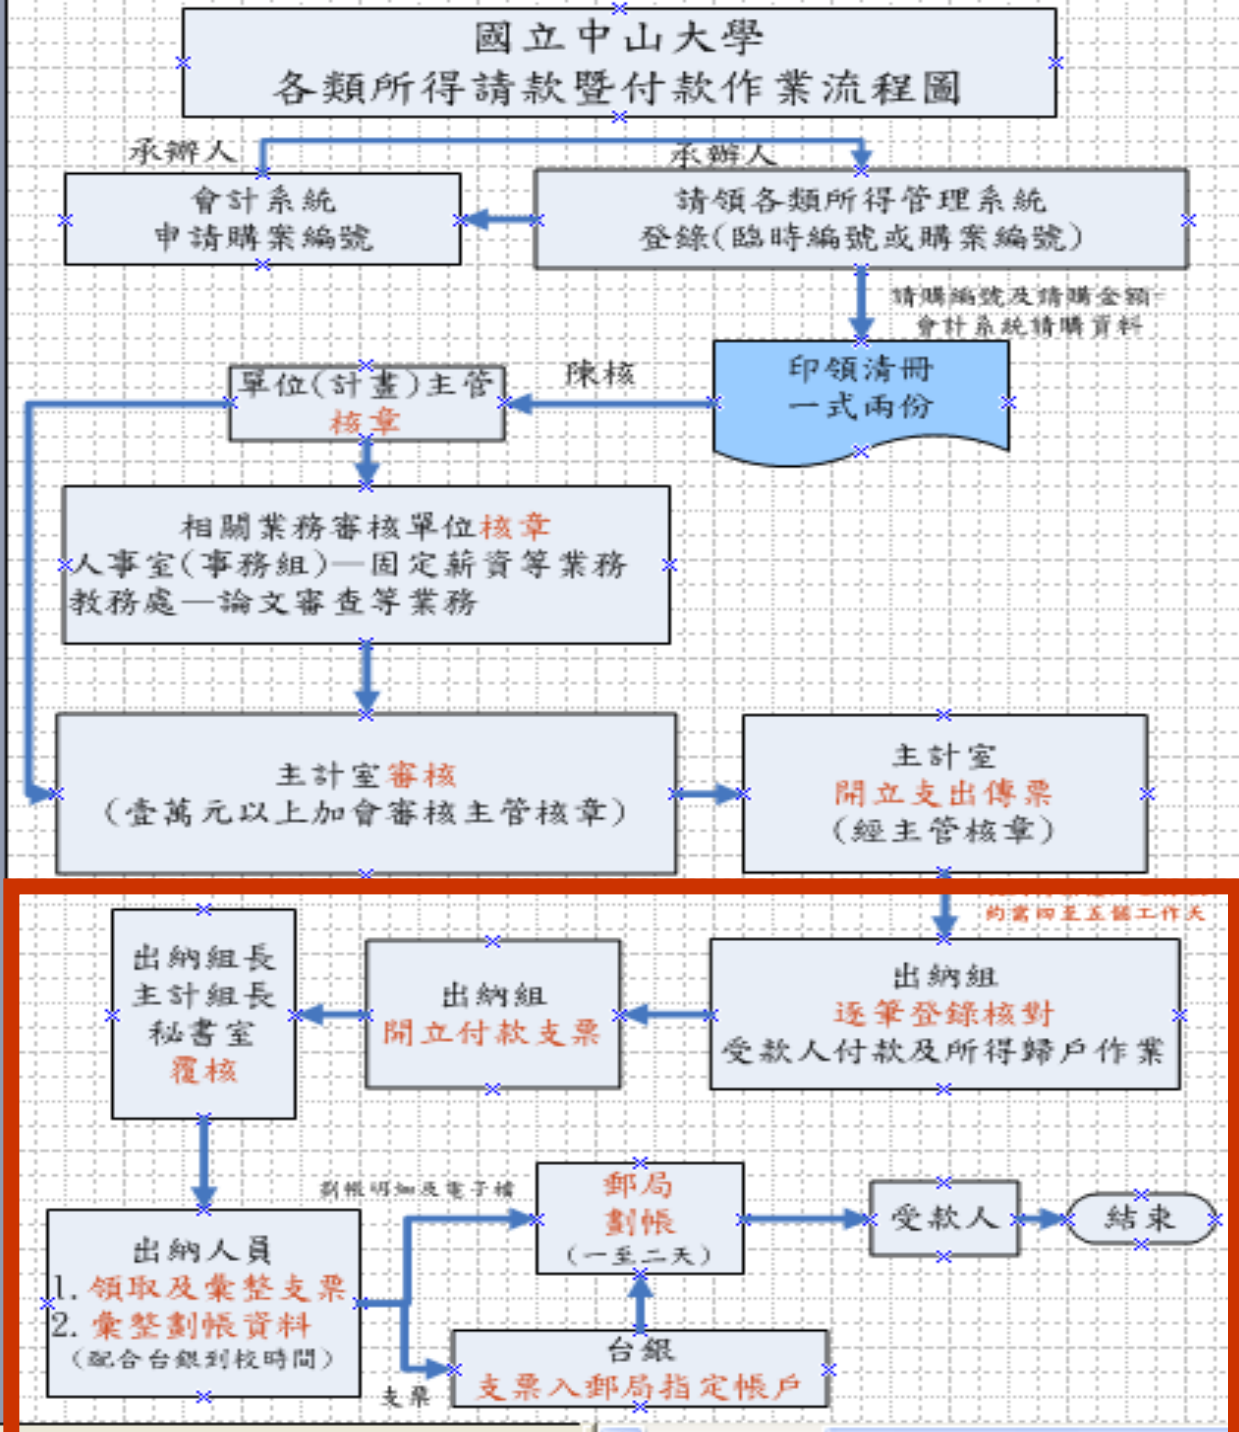 國立中山大學
各類所得請款暨付款作業流程圖
承辦人
承辦人
會計系統
申請購案編號
請領各類所得管理系統
登錄(臨時編號或購案編號)
請購編號及請購金額=
會計系統請購資料
單位(計畫)主管
核章
陳核
印領清冊
一式兩份
相關業務審核單位核章
人事室(事務組)—固定薪資等業務
教務處—論文審查等業務
主計室審核
(壹萬元以上加會審核主管核章)
主計室
開立支出傳票
(經主管核章)
約需四至五個工作天
出納組長
主計組長
秘書室
覆核
出納組
開立付款支票
出納組
逐筆登錄核對
受款人付款及所得歸戶作業
劃帳明細及電子檔
郵局
劃帳
(一至二天)
受款人
結束
出納人員
1. 領取及彙整支票
2. 彙整劃帳資料
(配合台銀到校時間)
支票
台銀
支票入郵局指定帳戶